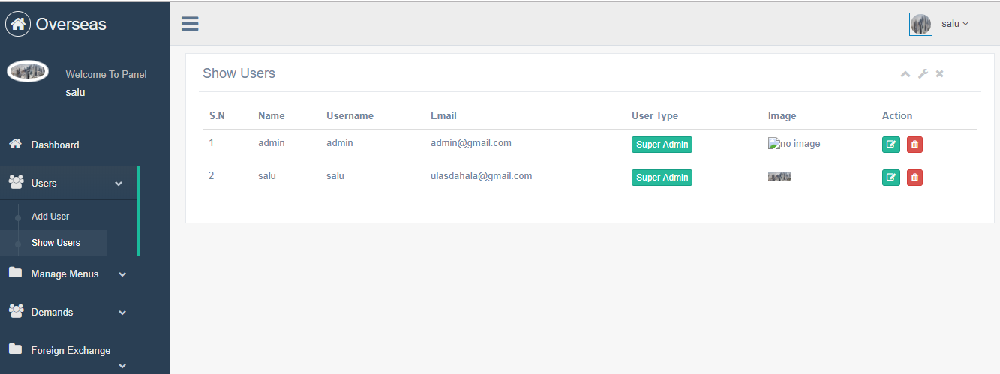 Overseas
salu
Welcome To Panel
salu
Dashboard
Users
Add User
Show Users
Manage Menus
Demands
Foreign Exchange
Show Users
S.N Name Username Email User Type Image Action
1 admin admin admin@gmail.com Super Admin no image
2 salu salu ulasdahala@gmail.com Super Admin